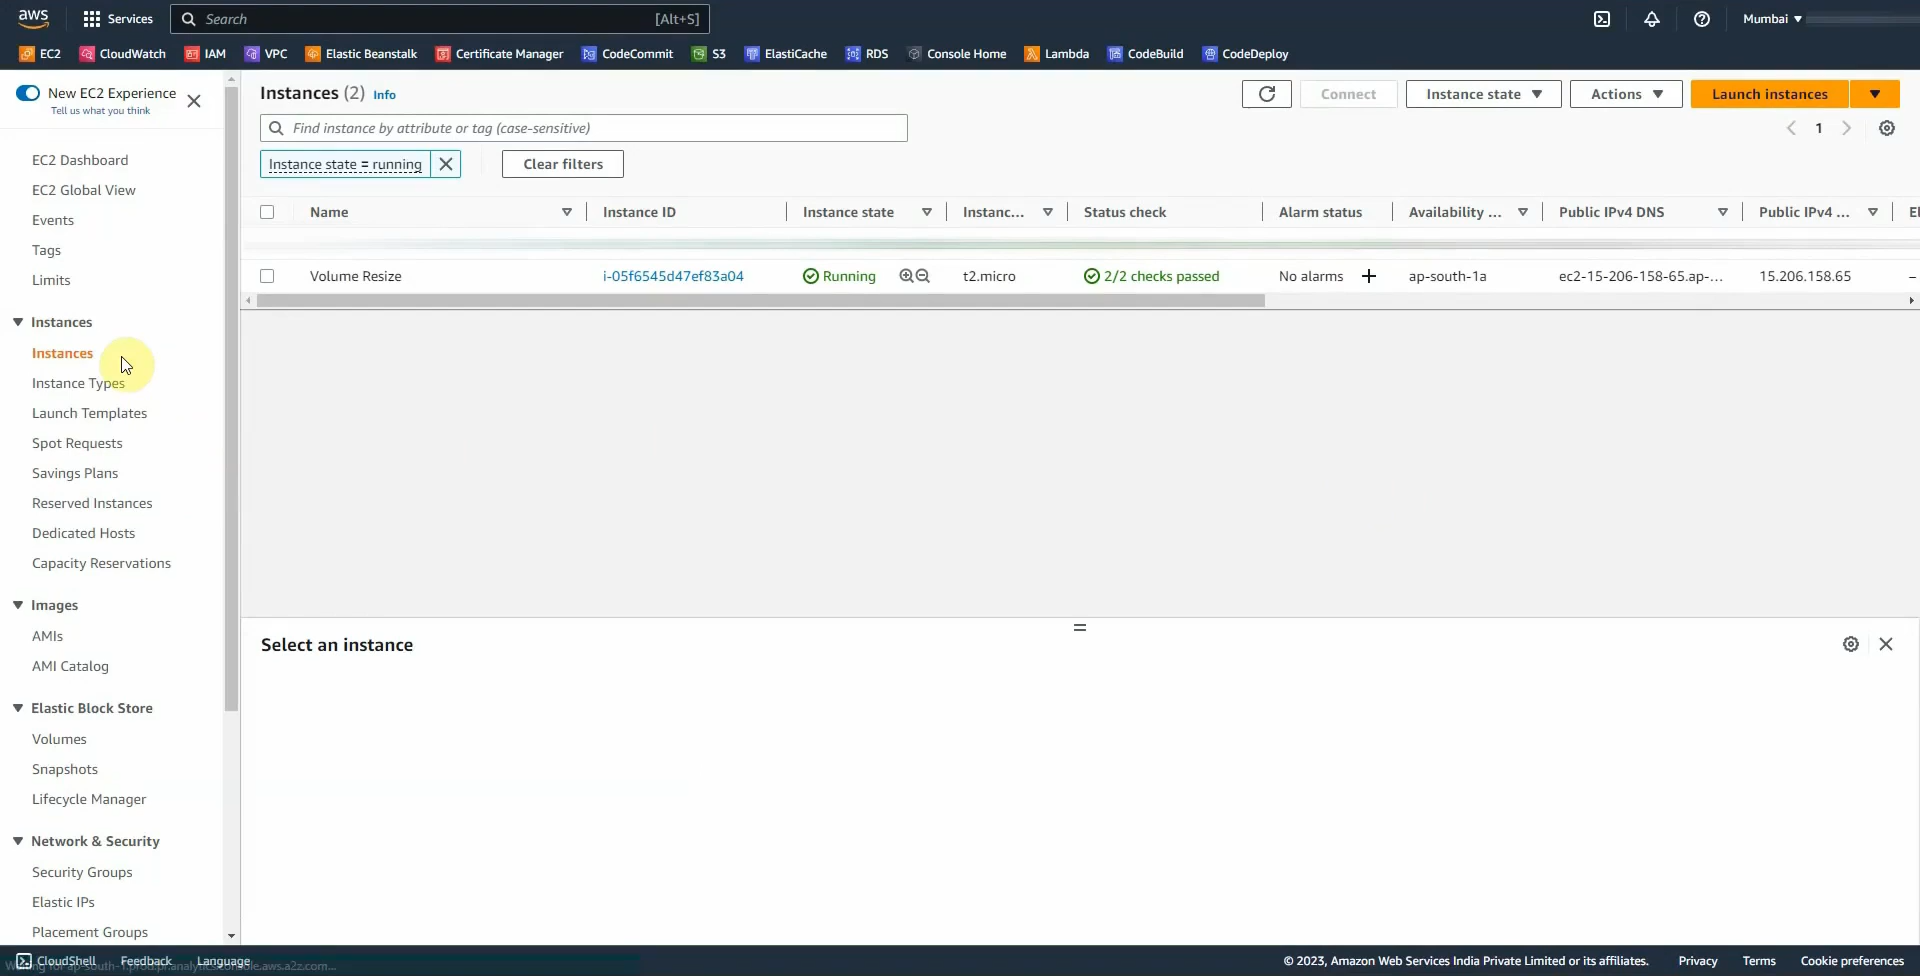 aws Services Search [Alt+S] Mumbai
EC2 CloudWatch IAM VPC Elastic Beanstalk Certificate Manager CodeCommit S3 ElastiCache RDS Console Home Lambda CodeBuild CodeDeploy
New EC2 Experience
Tell us what you think
EC2 Dashboard
EC2 Global View
Events
Tags
Limits
Instances
Instances
Instance Types
Launch Templates
Spot Requests
Savings Plans
Reserved Instances
Dedicated Hosts
Capacity Reservations
Images
AMIs
AMI Catalog
Elastic Block Store
Volumes
Snapshots
Lifecycle Manager
Network & Security
Security Groups
Elastic IPs
Placement Groups
Instances (2) Info
Connect Instance state Actions Launch instances
Find instance by attribute or tag (case-sensitive)
1
Instance state = running Clear filters
Name Instance ID Instance state Instanc... Status check Alarm status Availability ... Public IPv4 DNS Public IPv4 ... El
Volume Resize i-05f6545d47ef83a04 Running t2.micro 2/2 checks passed No alarms + ap-south-1a ec2-15-206-158-65.ap-... 15.206.158.65 –
Select an instance
CloudShell Feedback Language © 2023, Amazon Web Services India Private Limited or its affiliates. Privacy Terms Cookie preferences